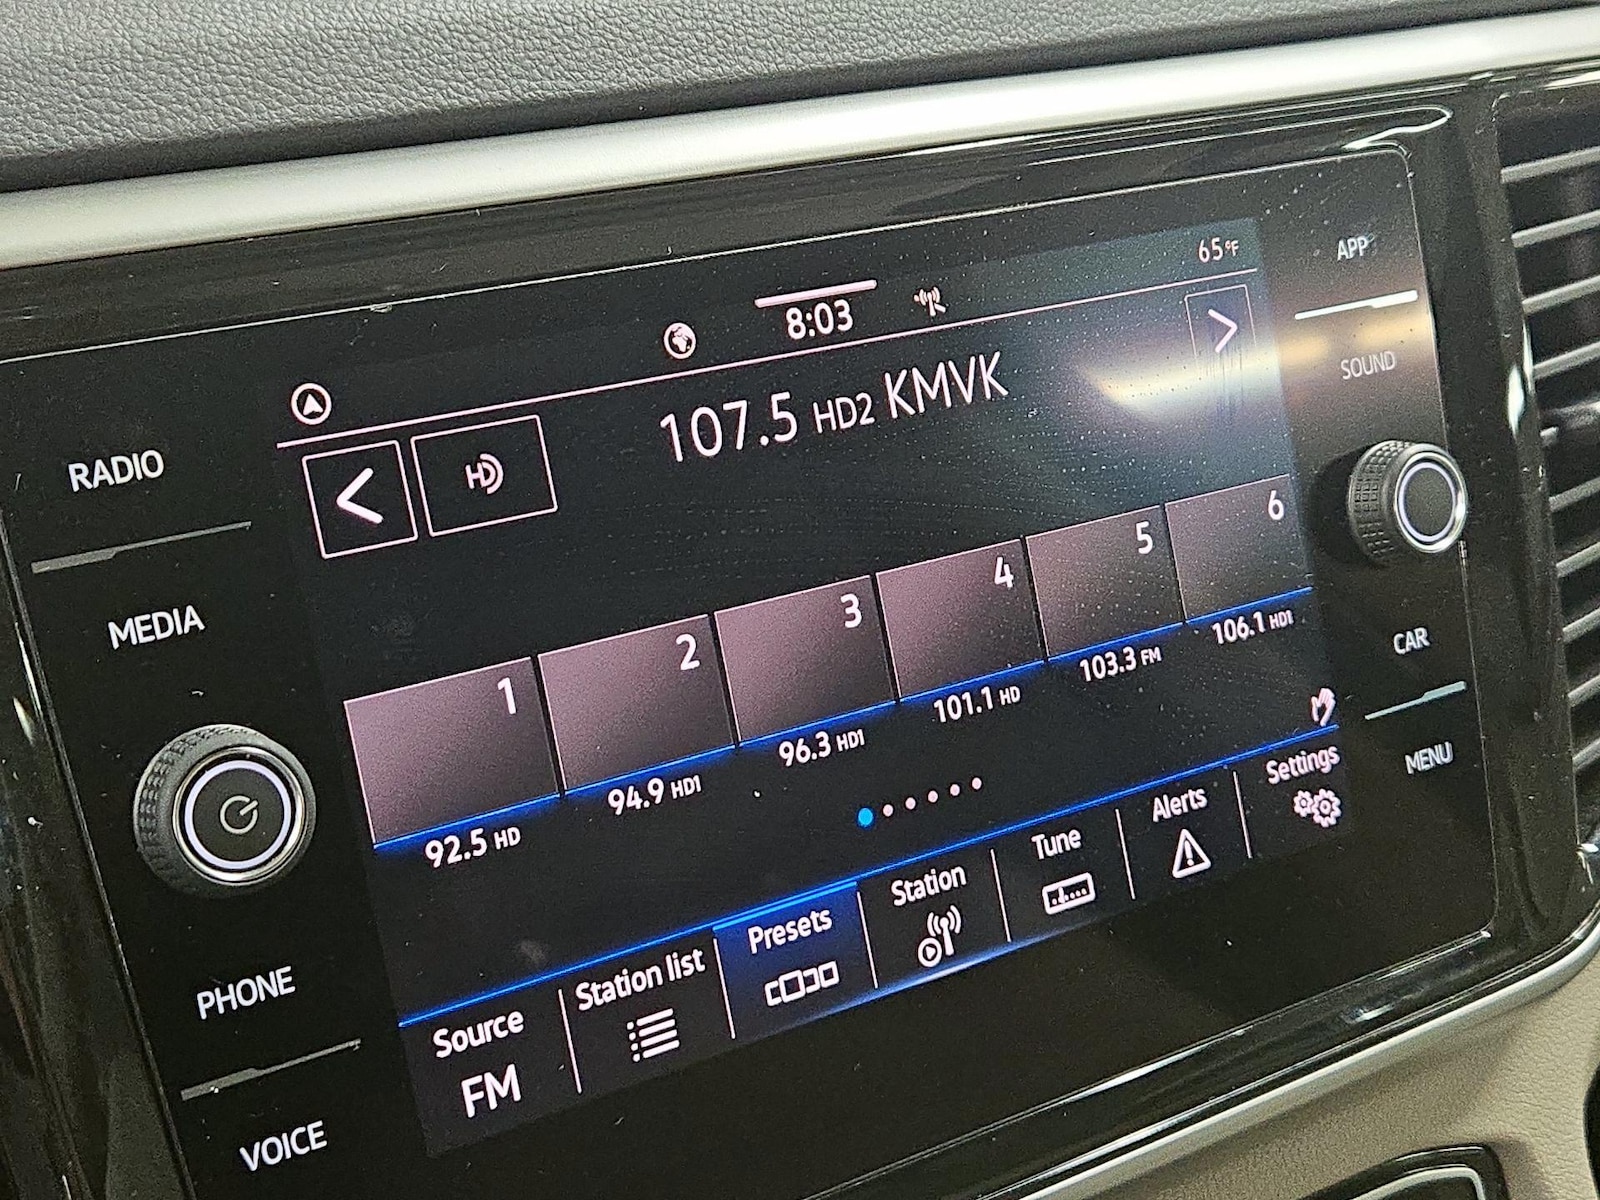 65°F
APP
8:03
SOUND
107.5 HD2 KMVK
HD
RADIO
MEDIA
1
2
3
4
5
6
92.5 HD
94.9 HD1
96.3 HD1
101.1 HD
103.3 FM
106.1 HD1
CAR
MENU
Source
FM
Station list
Presets
Station
Tune
Alerts
Settings
PHONE
VOICE